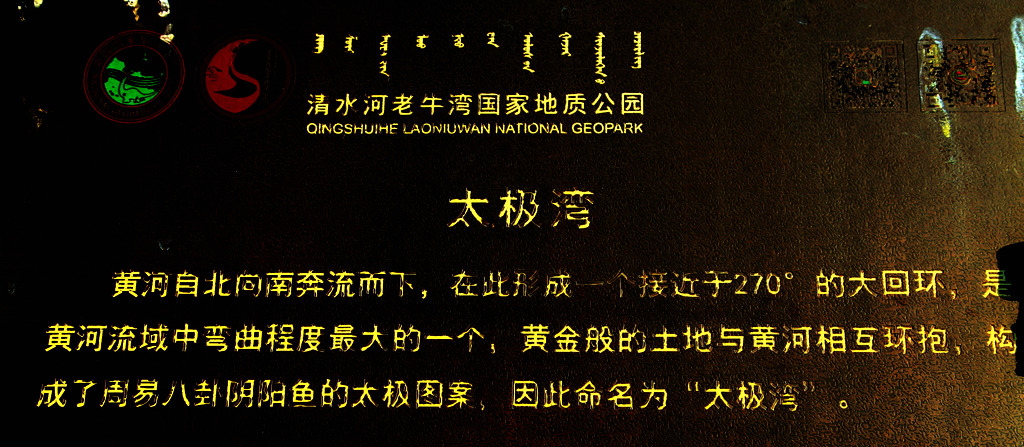 清水河老牛湾国家地质公园
QINGSHUIHE LAONIUWAN NATIONAL GEOPARK
太极湾
黄河自北向南奔流而下，在此形成一个接近于270°的大回环，是
黄河流域中弯曲程度最大的一个，黄金般的土地与黄河相互环抱，构
成了周易八卦阴阳鱼的太极图案，因此命名为“太极湾”。